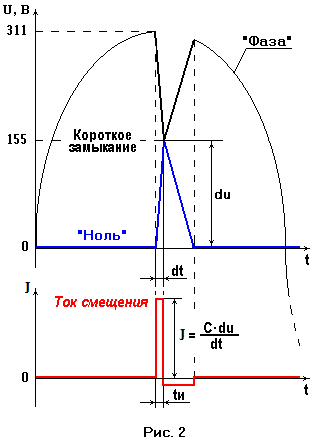 U, В
311
"Фаза"
155
Короткое
замыкание
du
"Ноль"
0
t
dt
J
Ток смещения
J = C·du
dt
0
t
tи
Рис. 2